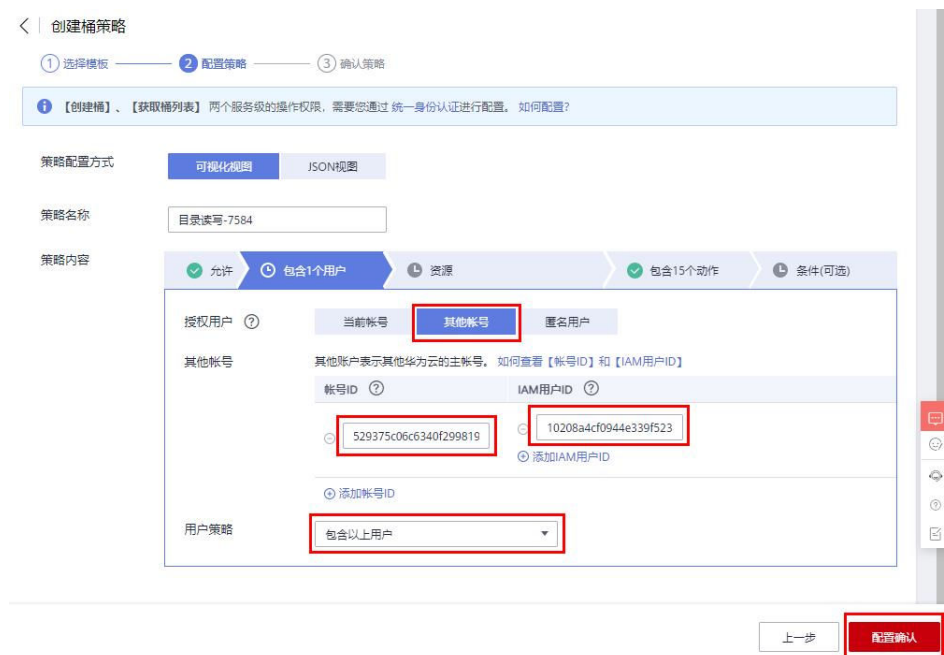 创建桶策略
1 选择模板 2 配置策略 3 确认策略
【创建桶】、【获取桶列表】两个服务级的操作权限，需要您通过 统一身份认证进行配置。 如何配置?
策略配置方式 可视化视图 JSON视图
策略名称 目录读写-7584
策略内容 允许 包含1个用户 资源 包含15个动作 条件(可选)
授权用户 ? 当前帐号 其他帐号 匿名用户
其他帐号 其他账户表示其他华为云的主帐号。 如何查看【帐号ID】和【IAM用户ID】
帐号ID ? IAM用户ID ?
529375c06c6340f299819 10208a4cf0944e339f523
添加IAM用户ID
添加帐号ID
用户策略 包含以上用户
上一步 配置确认